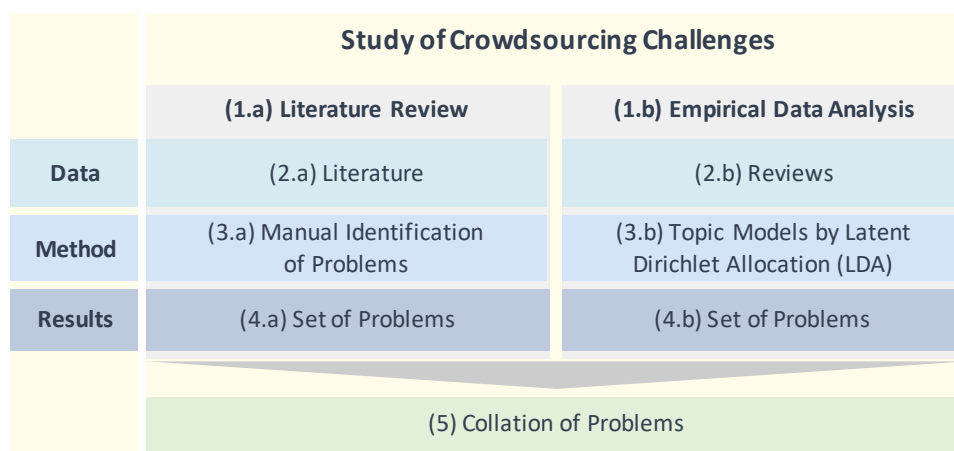 Study of Crowdsourcing Challenges
(1.a) Literature Review
(1.b) Empirical Data Analysis
Data
(2.a) Literature
(2.b) Reviews
Method
(3.a) Manual Identification
of Problems
(3.b) Topic Models by Latent
Dirichlet Allocation (LDA)
Results
(4.a) Set of Problems
(4.b) Set of Problems
(5) Collation of Problems